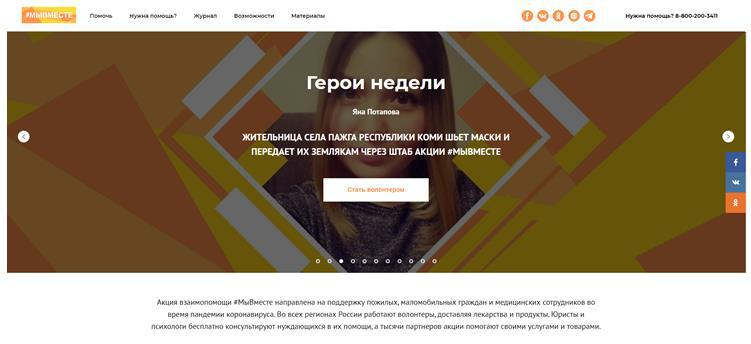 #МЫВМЕСТЕ Помочь Нужна помощь? Журнал Возможности Материалы Нужна помощь? 8-800-200-3411
Герои недели
Яна Потапова
ЖИТЕЛЬНИЦА СЕЛА ПАЖГА РЕСПУБЛИКИ КОМИ ШЬЕТ МАСКИ И
ПЕРЕДАЕТ ИХ ЗЕМЛЯКАМ ЧЕРЕЗ ШТАБ АКЦИИ #МЫВМЕСТЕ
Стать волонтером
Акция взаимопомощи #МыВместе направлена на поддержку пожилых, маломобильных граждан и медицинских сотрудников во
время пандемии коронавируса. Во всех регионах России работают волонтеры, доставляя лекарства и продукты. Юристы и
психологи бесплатно консультируют нуждающихся в их помощи, а тысячи партнеров акции помогают своими услугами и товарами.